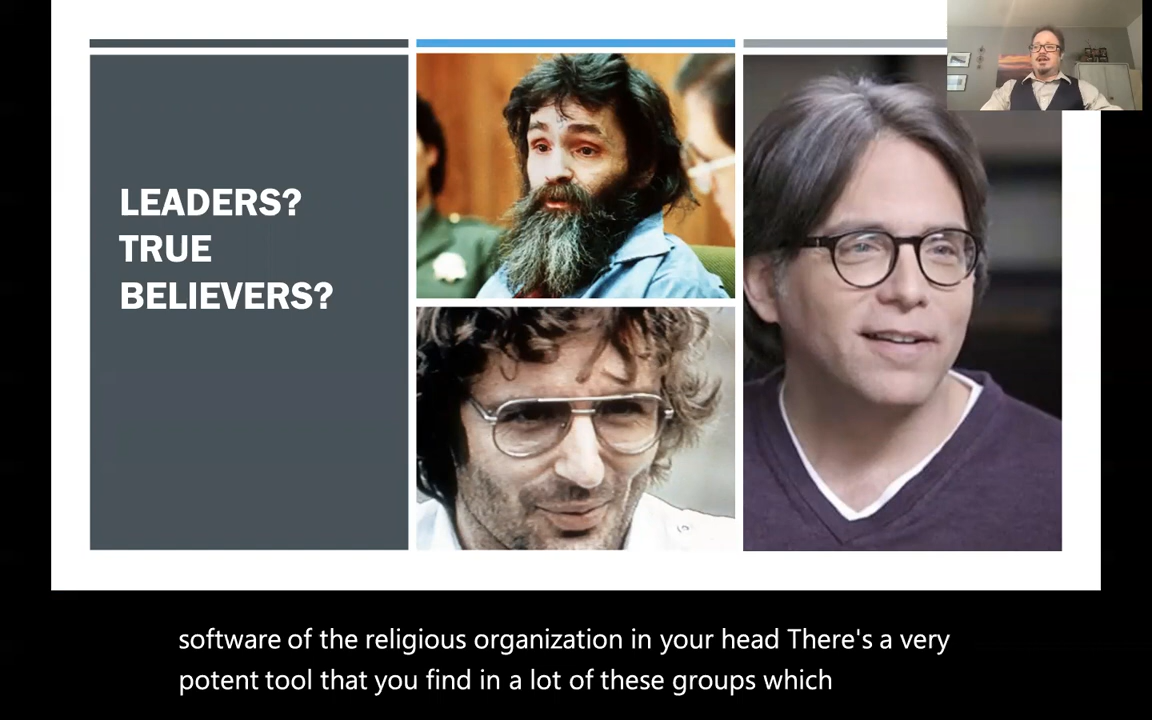 LEADERS?
TRUE
BELIEVERS?
software of the religious organization in your head There's a very
potent tool that you find in a lot of these groups which